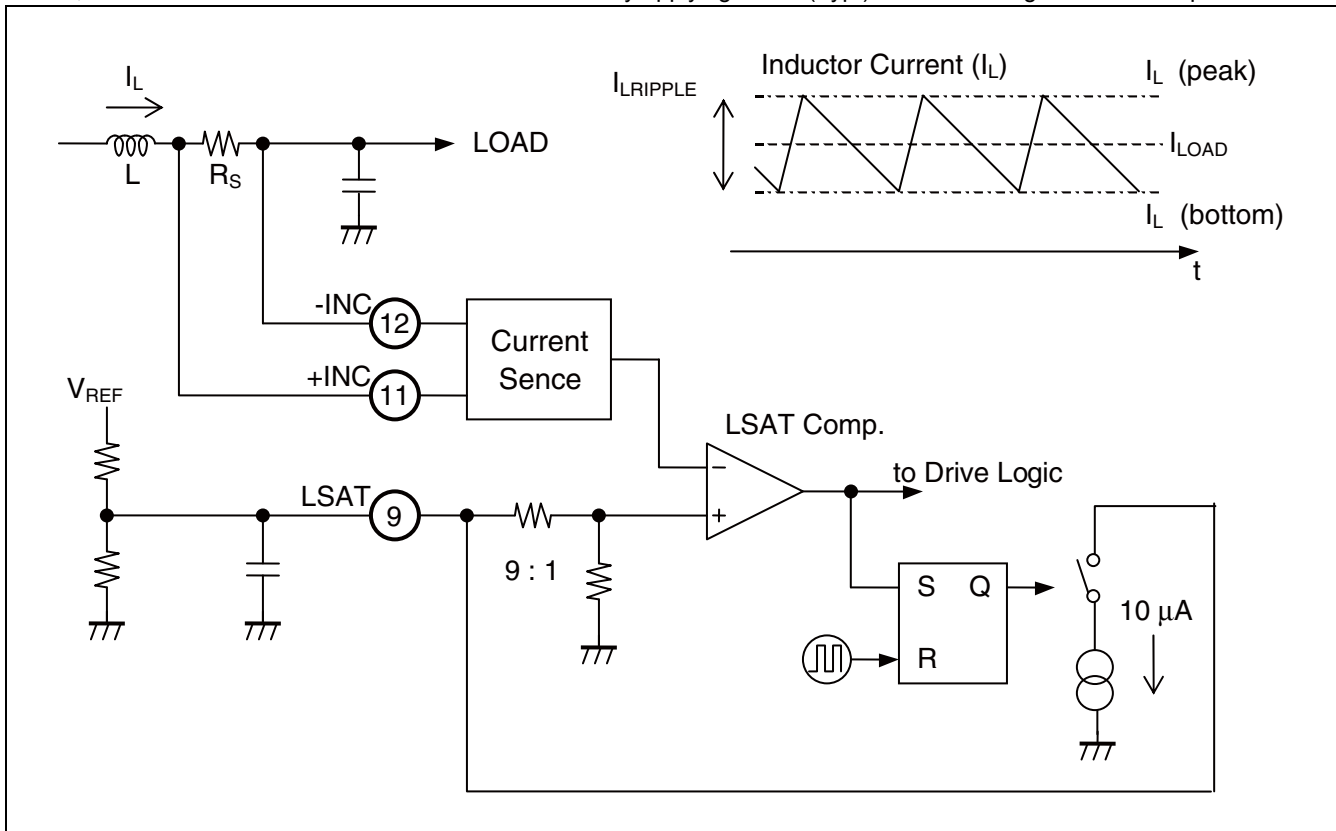 Inductor Current (IL)
IL (peak)
ILRIPPLE
ILOAD
IL (bottom)
t
IL
LOAD
L
RS
-INC
12
+INC
11
Current
Sence
VREF
LSAT Comp.
to Drive Logic
−
+
LSAT
9
9 : 1
S Q
R
10 μA